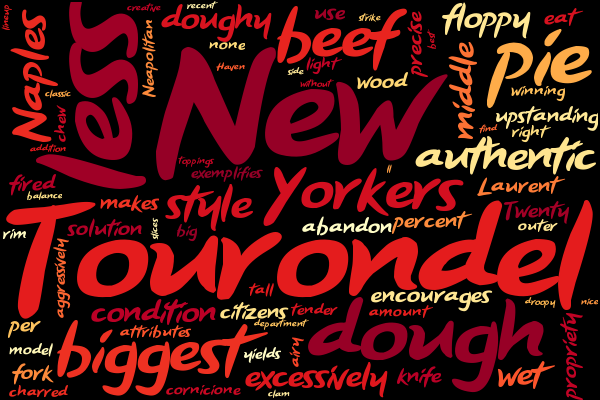 lineup
creative
recent
doughy
none
Haven
use
strike
beef
precise
best
floppy
eat
Naples
less
Neapolitan
side
light
without
wood
middle
pie
winning
classic
chew
addition
New
find
upstanding
right
authentic
fired
balance
toppings
exemplifies
ll
Yorkers
Laurent
makes
style
Twenty
rim
solution
slices
big
abandon
percent
outer
Tourondel
aggressively
tall
encourages
droopy
nice
condition
citizens
tender
amount
department
per
attributes
dough
propriety
model
biggest
yields
airy
fork
charred
cornicione
excessively
knife
wet
clam